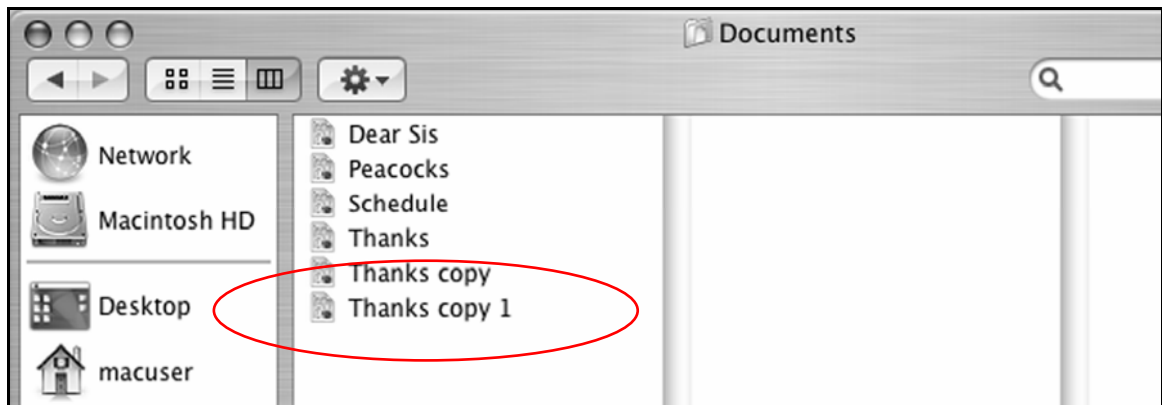 Documents
Network
Macintosh HD
Desktop
macuser
Dear Sis
Peacocks
Schedule
Thanks
Thanks copy
Thanks copy 1